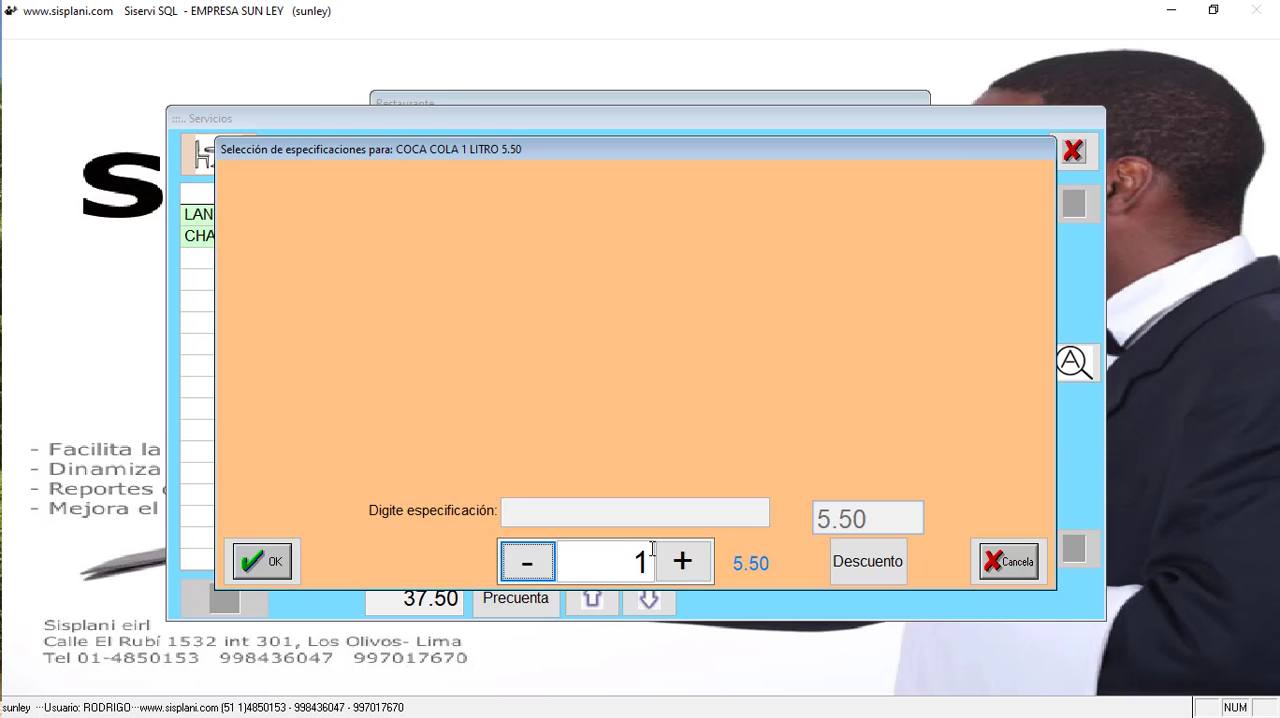 www.sisplani.com Siservi SQL - EMPRESA SUN LEY (sunley)
Restaurante
:::.. Servicios
Selección de especificaciones para: COCA COLA 1 LITRO 5.50
S
LAN
CHA
- Facilita la
- Dinamiza
- Reportes
- Mejora el
Digite especificación:
5.50
OK
-
1
+
5.50
Descuento
Cancela
37.50
Precuenta
A
Sisplani eirl
Calle El Rubí 1532 int 301, Los Olivos- Lima
Tel 01-4850153 998436047 997017670
sunley ···Usuario: RODRIGO···www.sisplani.com (51 1)4850153 - 998436047 - 997017670
NUM